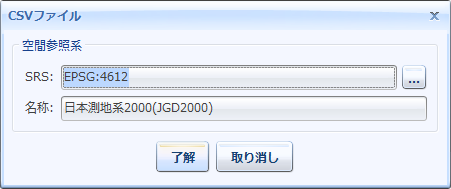 CSVファイル
空間参照系
SRS: EPSG:4612 ...
名称: 日本測地系2000(JGD2000)
了解 取り消し